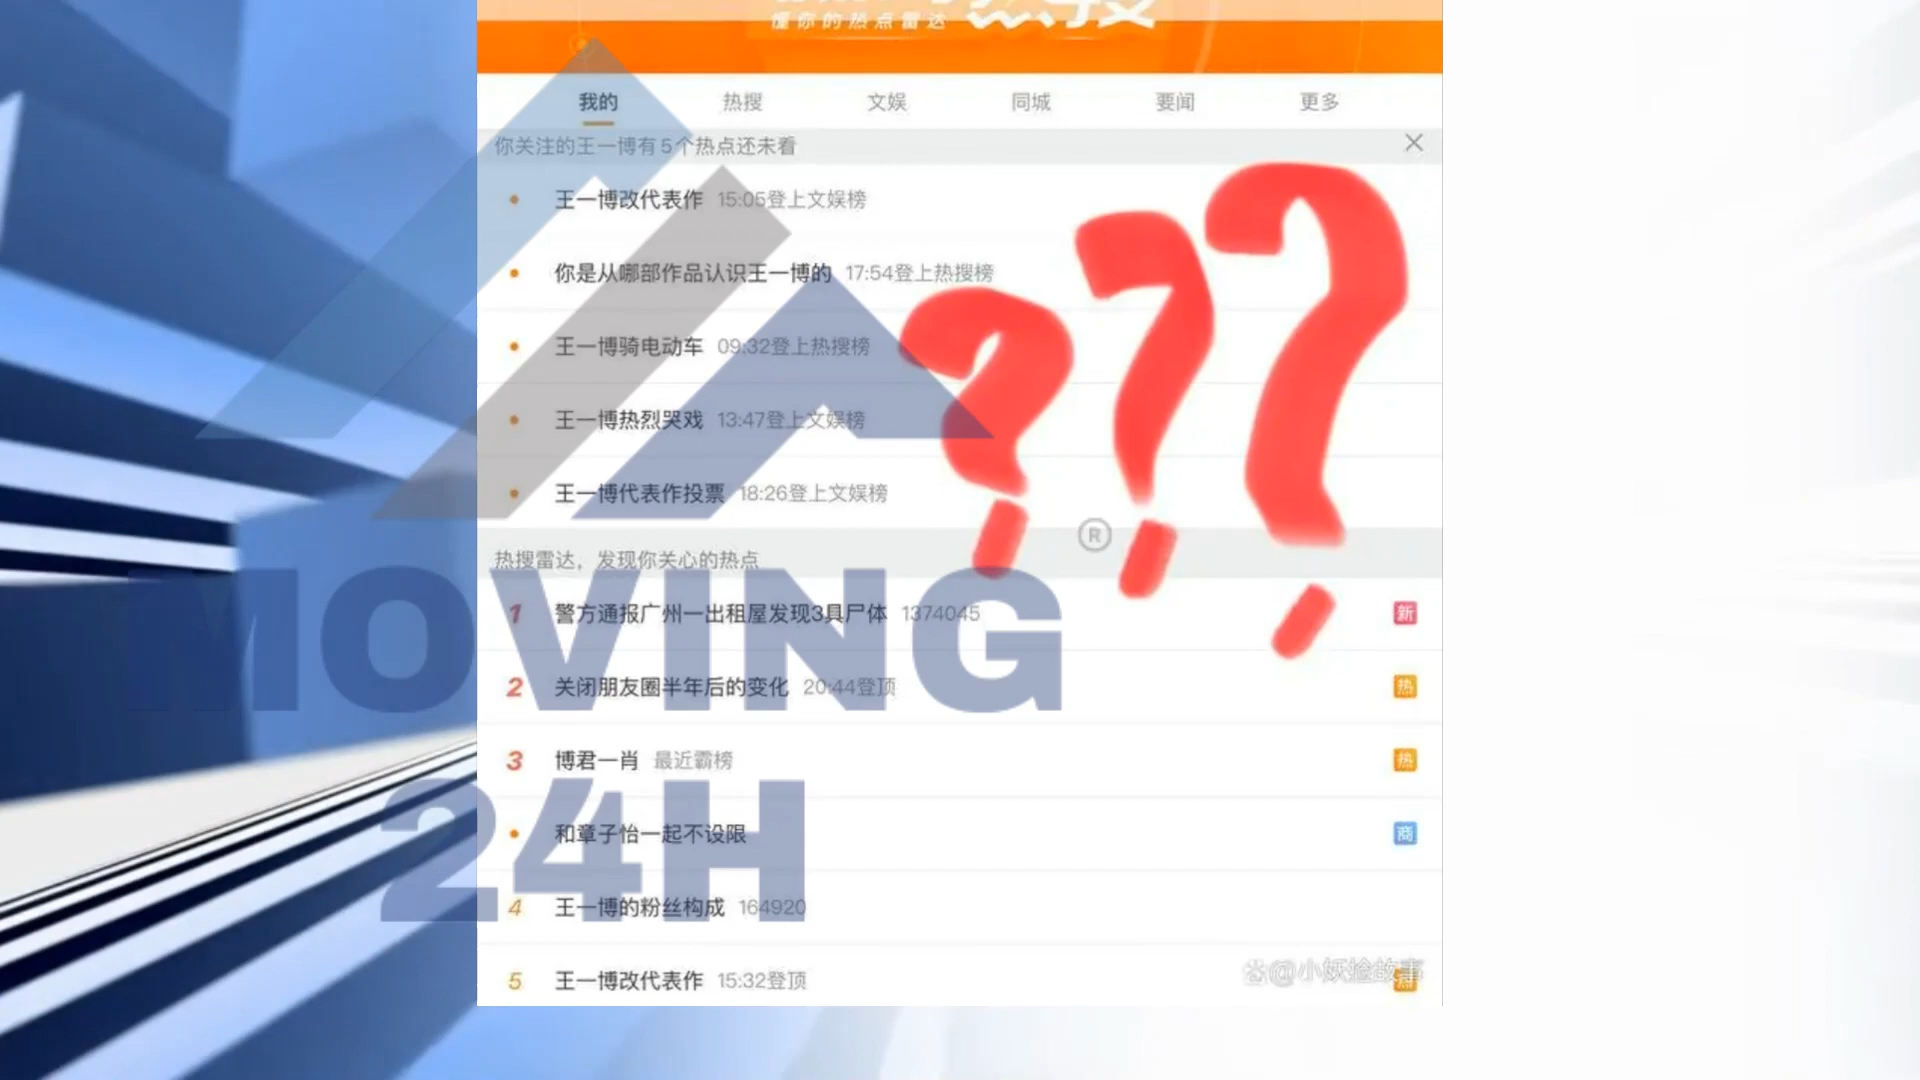 懂你的热点雷达
热搜
我的 热搜 文娱 同城 要闻 更多
你关注的王一博有5个热点还未看
王一博改代表作 15:05登上文娱榜
你是从哪部作品认识王一博的 17:54登上热搜榜
王一博骑电动车 09:32登上热搜榜
王一博热烈哭戏 13:47登上文娱榜
王一博代表作投票 18:26登上文娱榜
???
®
热搜雷达，发现你关心的热点
1 警方通报广州一出租屋发现3具尸体 1374045 新
2 关闭朋友圈半年后的变化 20:44登顶 热
3 博君一肖 最近霸榜 热
和章子怡一起不设限 商
4 王一博的粉丝构成 164920
5 王一博改代表作 15:32登顶 热
@小妖捡故事
MOVING
24H